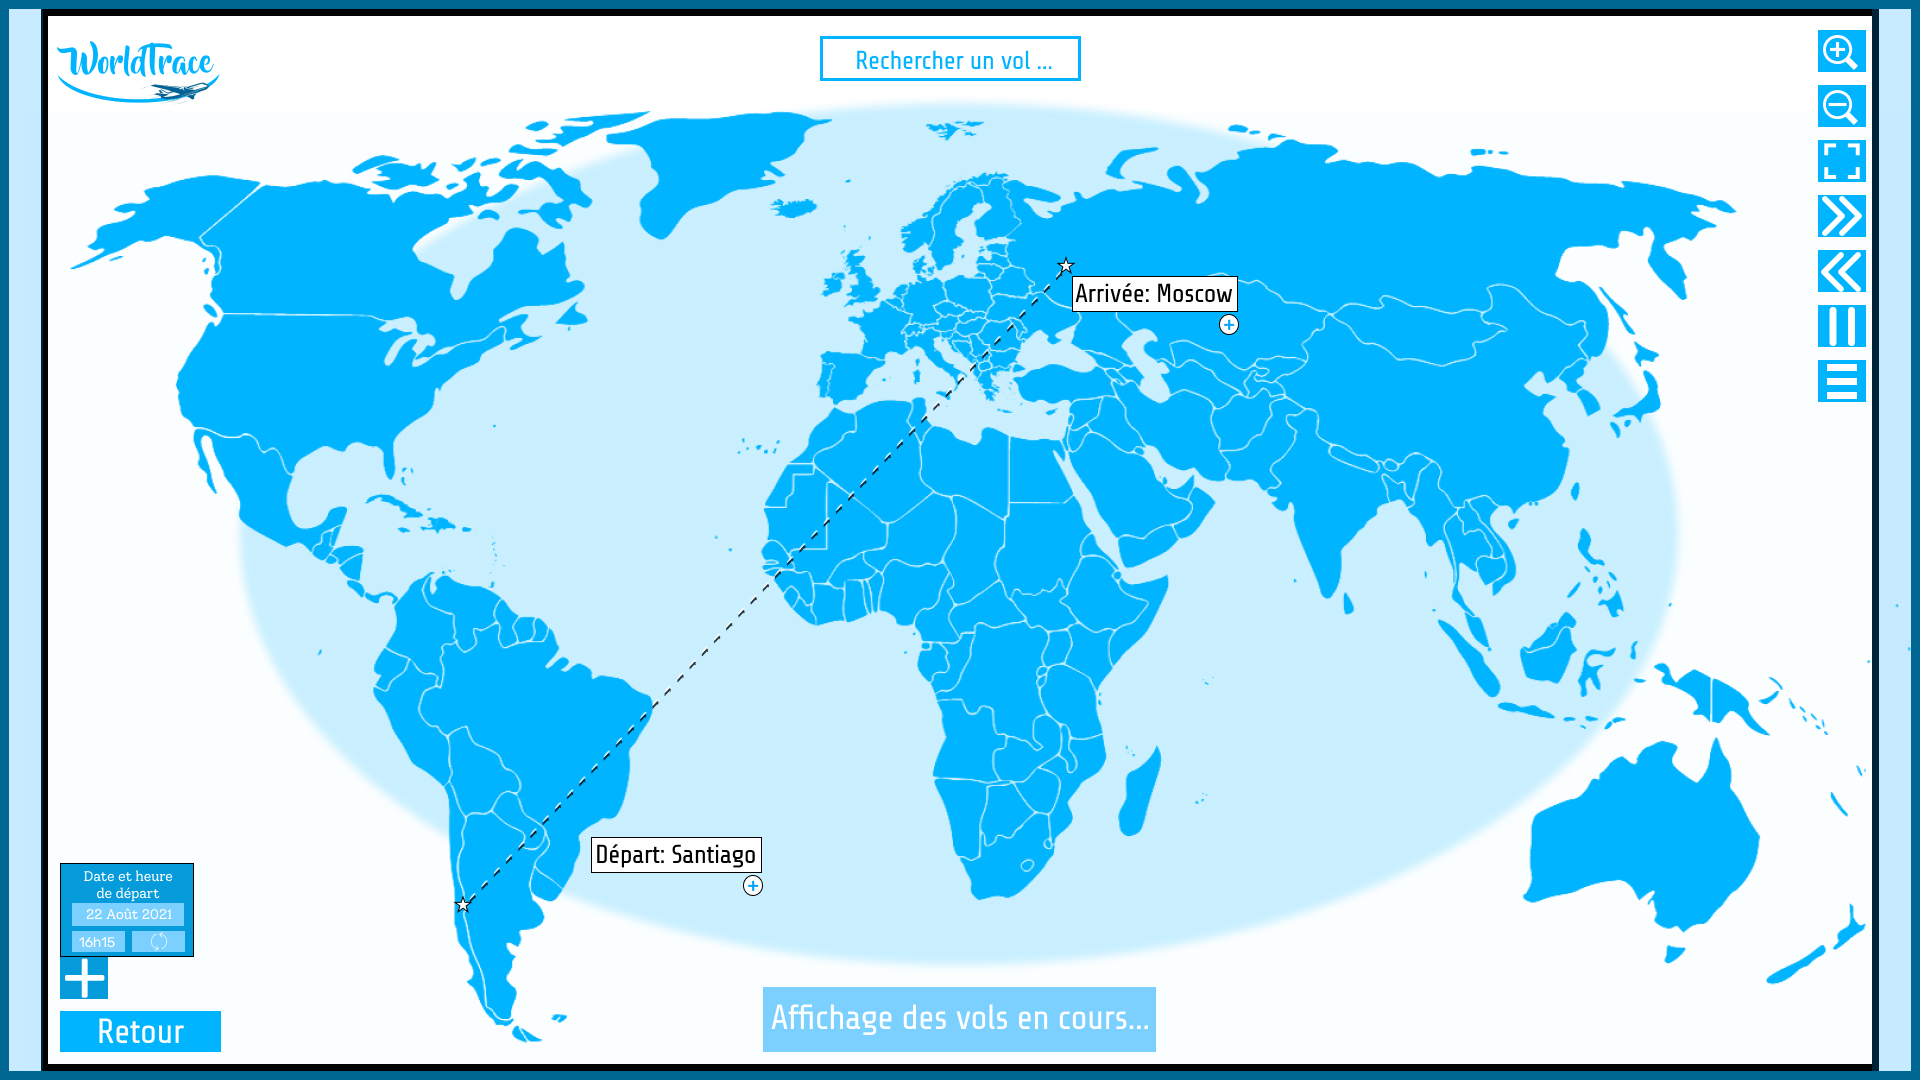 WorldTrace
Rechercher un vol ...
Arrivée: Moscow
Départ: Santiago
Date et heure
de départ
22 Août 2021
16h15
Retour
Affichage des vols en cours...